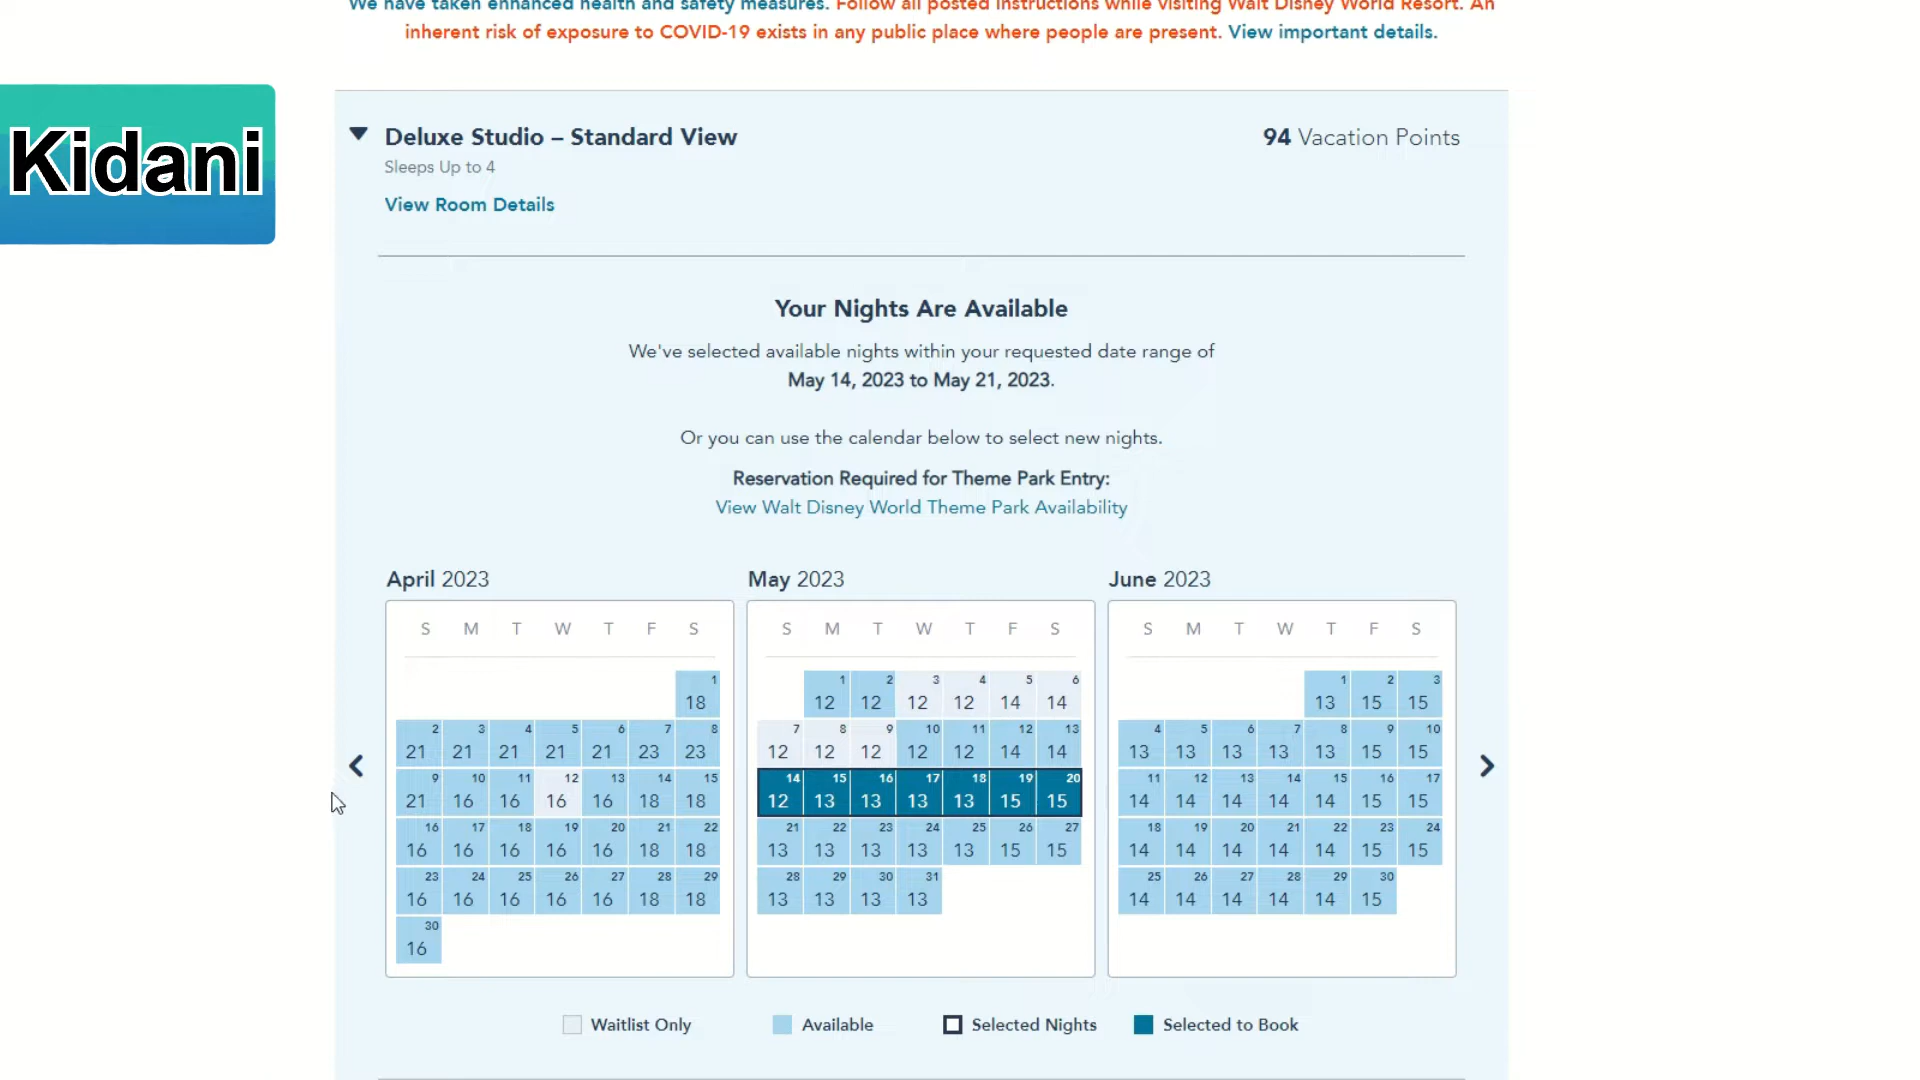 We have taken enhanced health and safety measures. Follow all posted instructions while visiting Walt Disney World Resort. An
inherent risk of exposure to COVID-19 exists in any public place where people are present. View important details.
Kidani
Deluxe Studio – Standard View
94 Vacation Points
Sleeps Up to 4
View Room Details
Your Nights Are Available
We've selected available nights within your requested date range of
May 14, 2023 to May 21, 2023.
Or you can use the calendar below to select new nights.
Reservation Required for Theme Park Entry:
View Walt Disney World Theme Park Availability
April 2023
S M T W T F S
1
18
2 3 4 5 6 7 8
21 21 21 21 21 23 23
9 10 11 12 13 14 15
21 16 16 16 16 18 18
16 17 18 19 20 21 22
16 16 16 16 16 18 18
23 24 25 26 27 28 29
16 16 16 16 16 18 18
30
16
May 2023
S M T W T F S
1 2 3 4 5 6
12 12 12 12 14 14
7 8 9 10 11 12 13
12 12 12 12 12 14 14
14 15 16 17 18 19 20
12 13 13 13 13 15 15
21 22 23 24 25 26 27
13 13 13 13 13 15 15
28 29 30 31
13 13 13 13
June 2023
S M T W T F S
1 2 3
13 15 15
4 5 6 7 8 9 10
13 13 13 13 13 15 15
11 12 13 14 15 16 17
14 14 14 14 14 15 15
18 19 20 21 22 23 24
14 14 14 14 14 15 15
25 26 27 28 29 30
14 14 14 14 14 15
Waitlist Only
Available
Selected Nights
Selected to Book